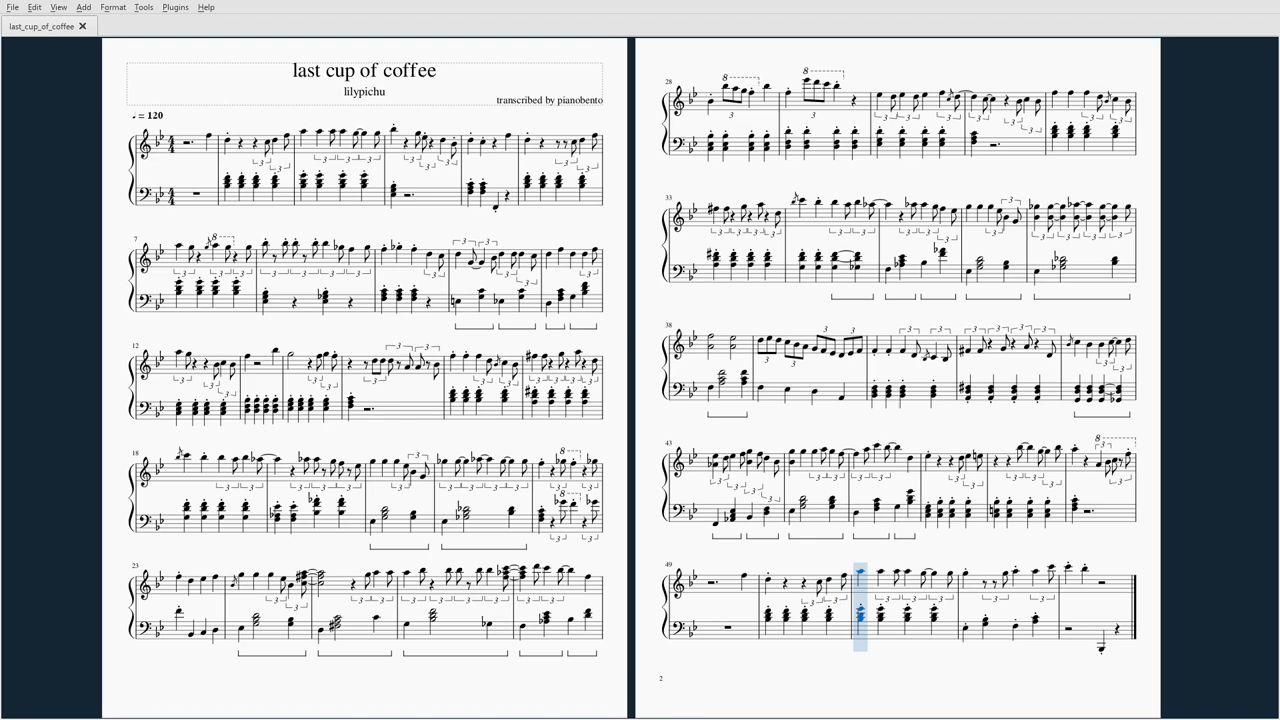 File Edit View Add Format Tools Plugins Help
last_cup_of_coffee ✕
last cup of coffee
lilypichu
transcribed by pianobento
♩ = 120
7
12
18
23
28
33
38
43
49
2